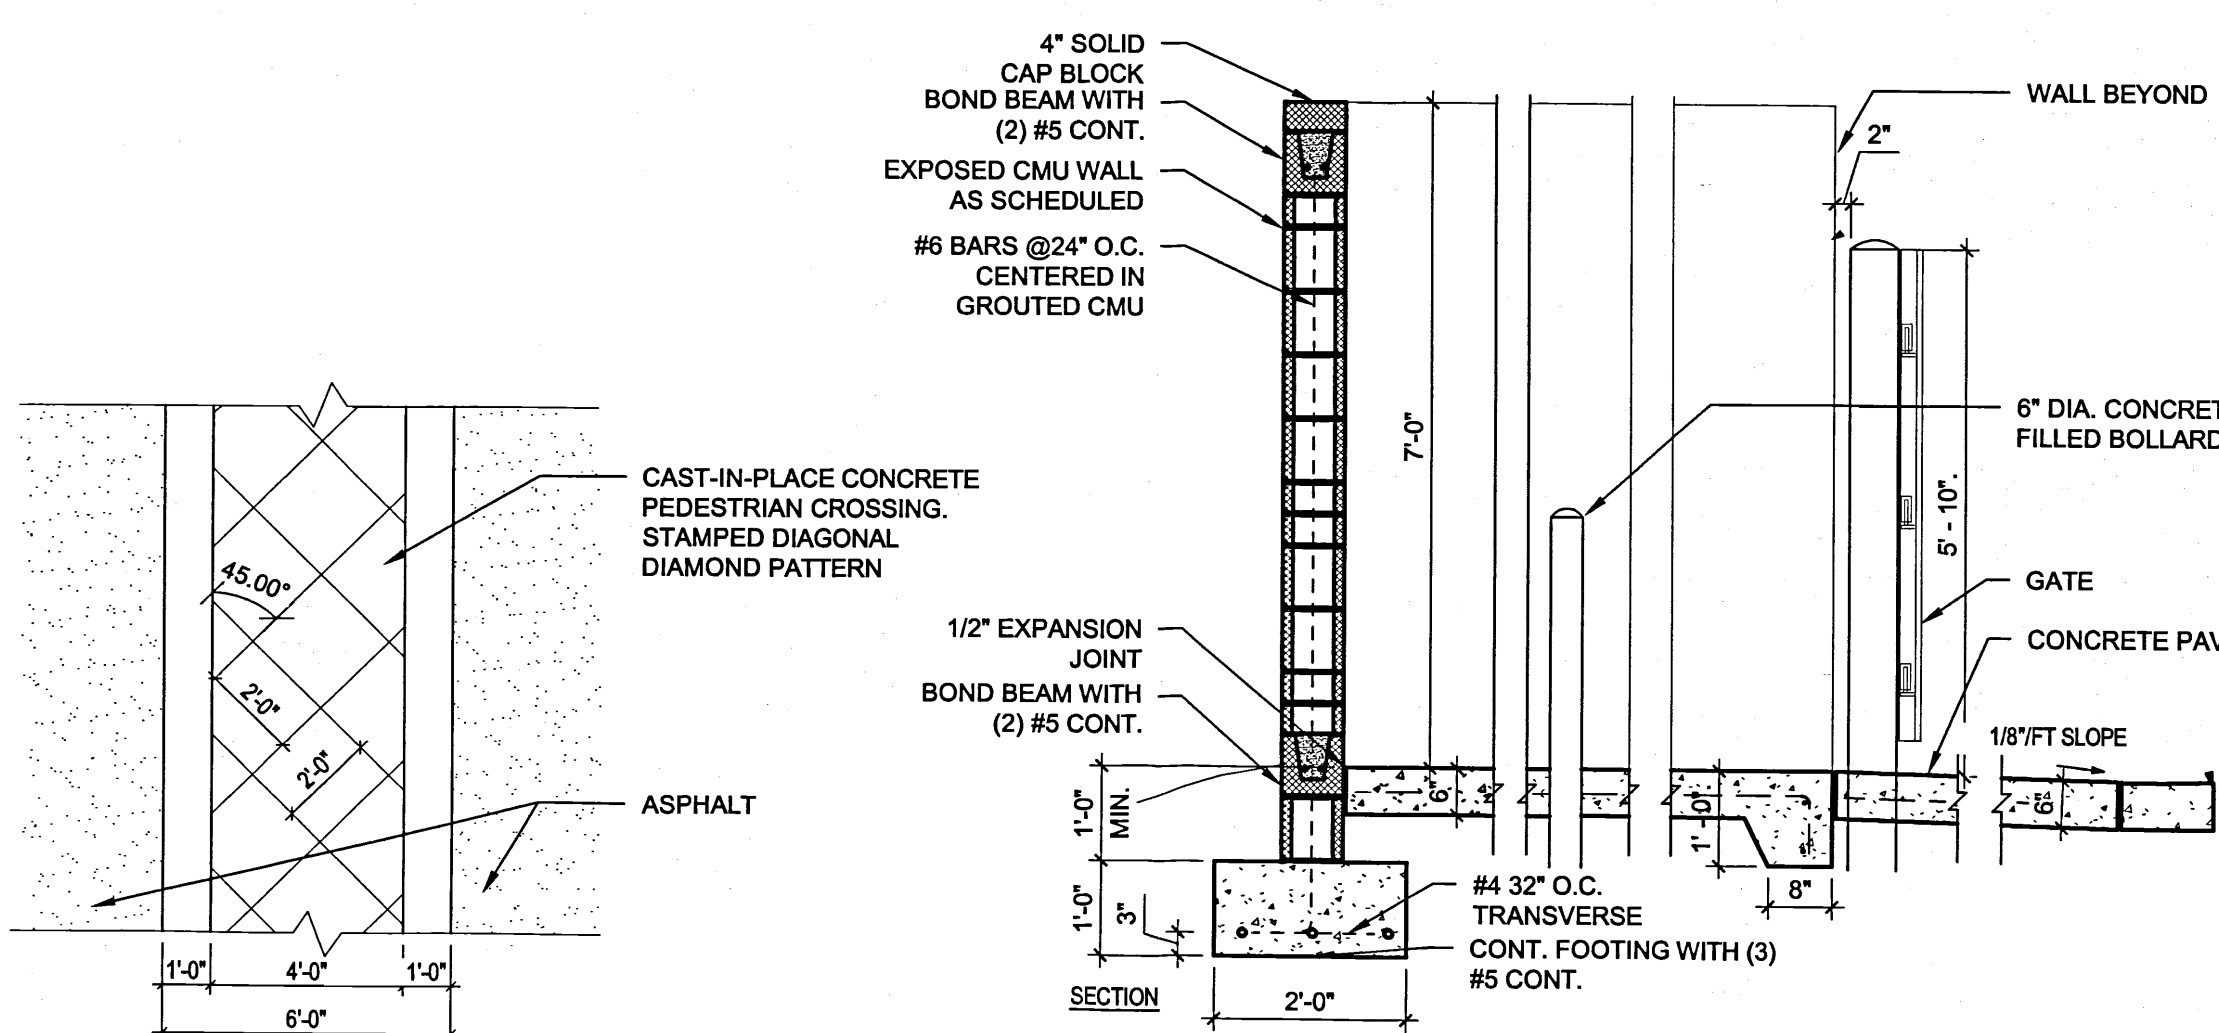 CAST-IN-PLACE CONCRETE
PEDESTRIAN CROSSING.
STAMPED DIAGONAL
DIAMOND PATTERN
45.00°
2'-0"
2'-0"
ASPHALT
1'-0"
4'-0"
1'-0"
6'-0"
4" SOLID
CAP BLOCK
BOND BEAM WITH
(2) #5 CONT.
EXPOSED CMU WALL
AS SCHEDULED
#6 BARS @24" O.C.
CENTERED IN
GROUTED CMU
1/2" EXPANSION
JOINT
BOND BEAM WITH
(2) #5 CONT.
1'-0"
MIN.
1'-0"
3"
SECTION
2'-0"
7'-0"
6"
#4 32" O.C.
TRANSVERSE
CONT. FOOTING WITH (3)
#5 CONT.
1' -0"
8"
WALL BEYOND
2"
6" DIA. CONCRET
FILLED BOLLARD
5' - 10".
GATE
CONCRETE PAV
1/8"/FT SLOPE
6"